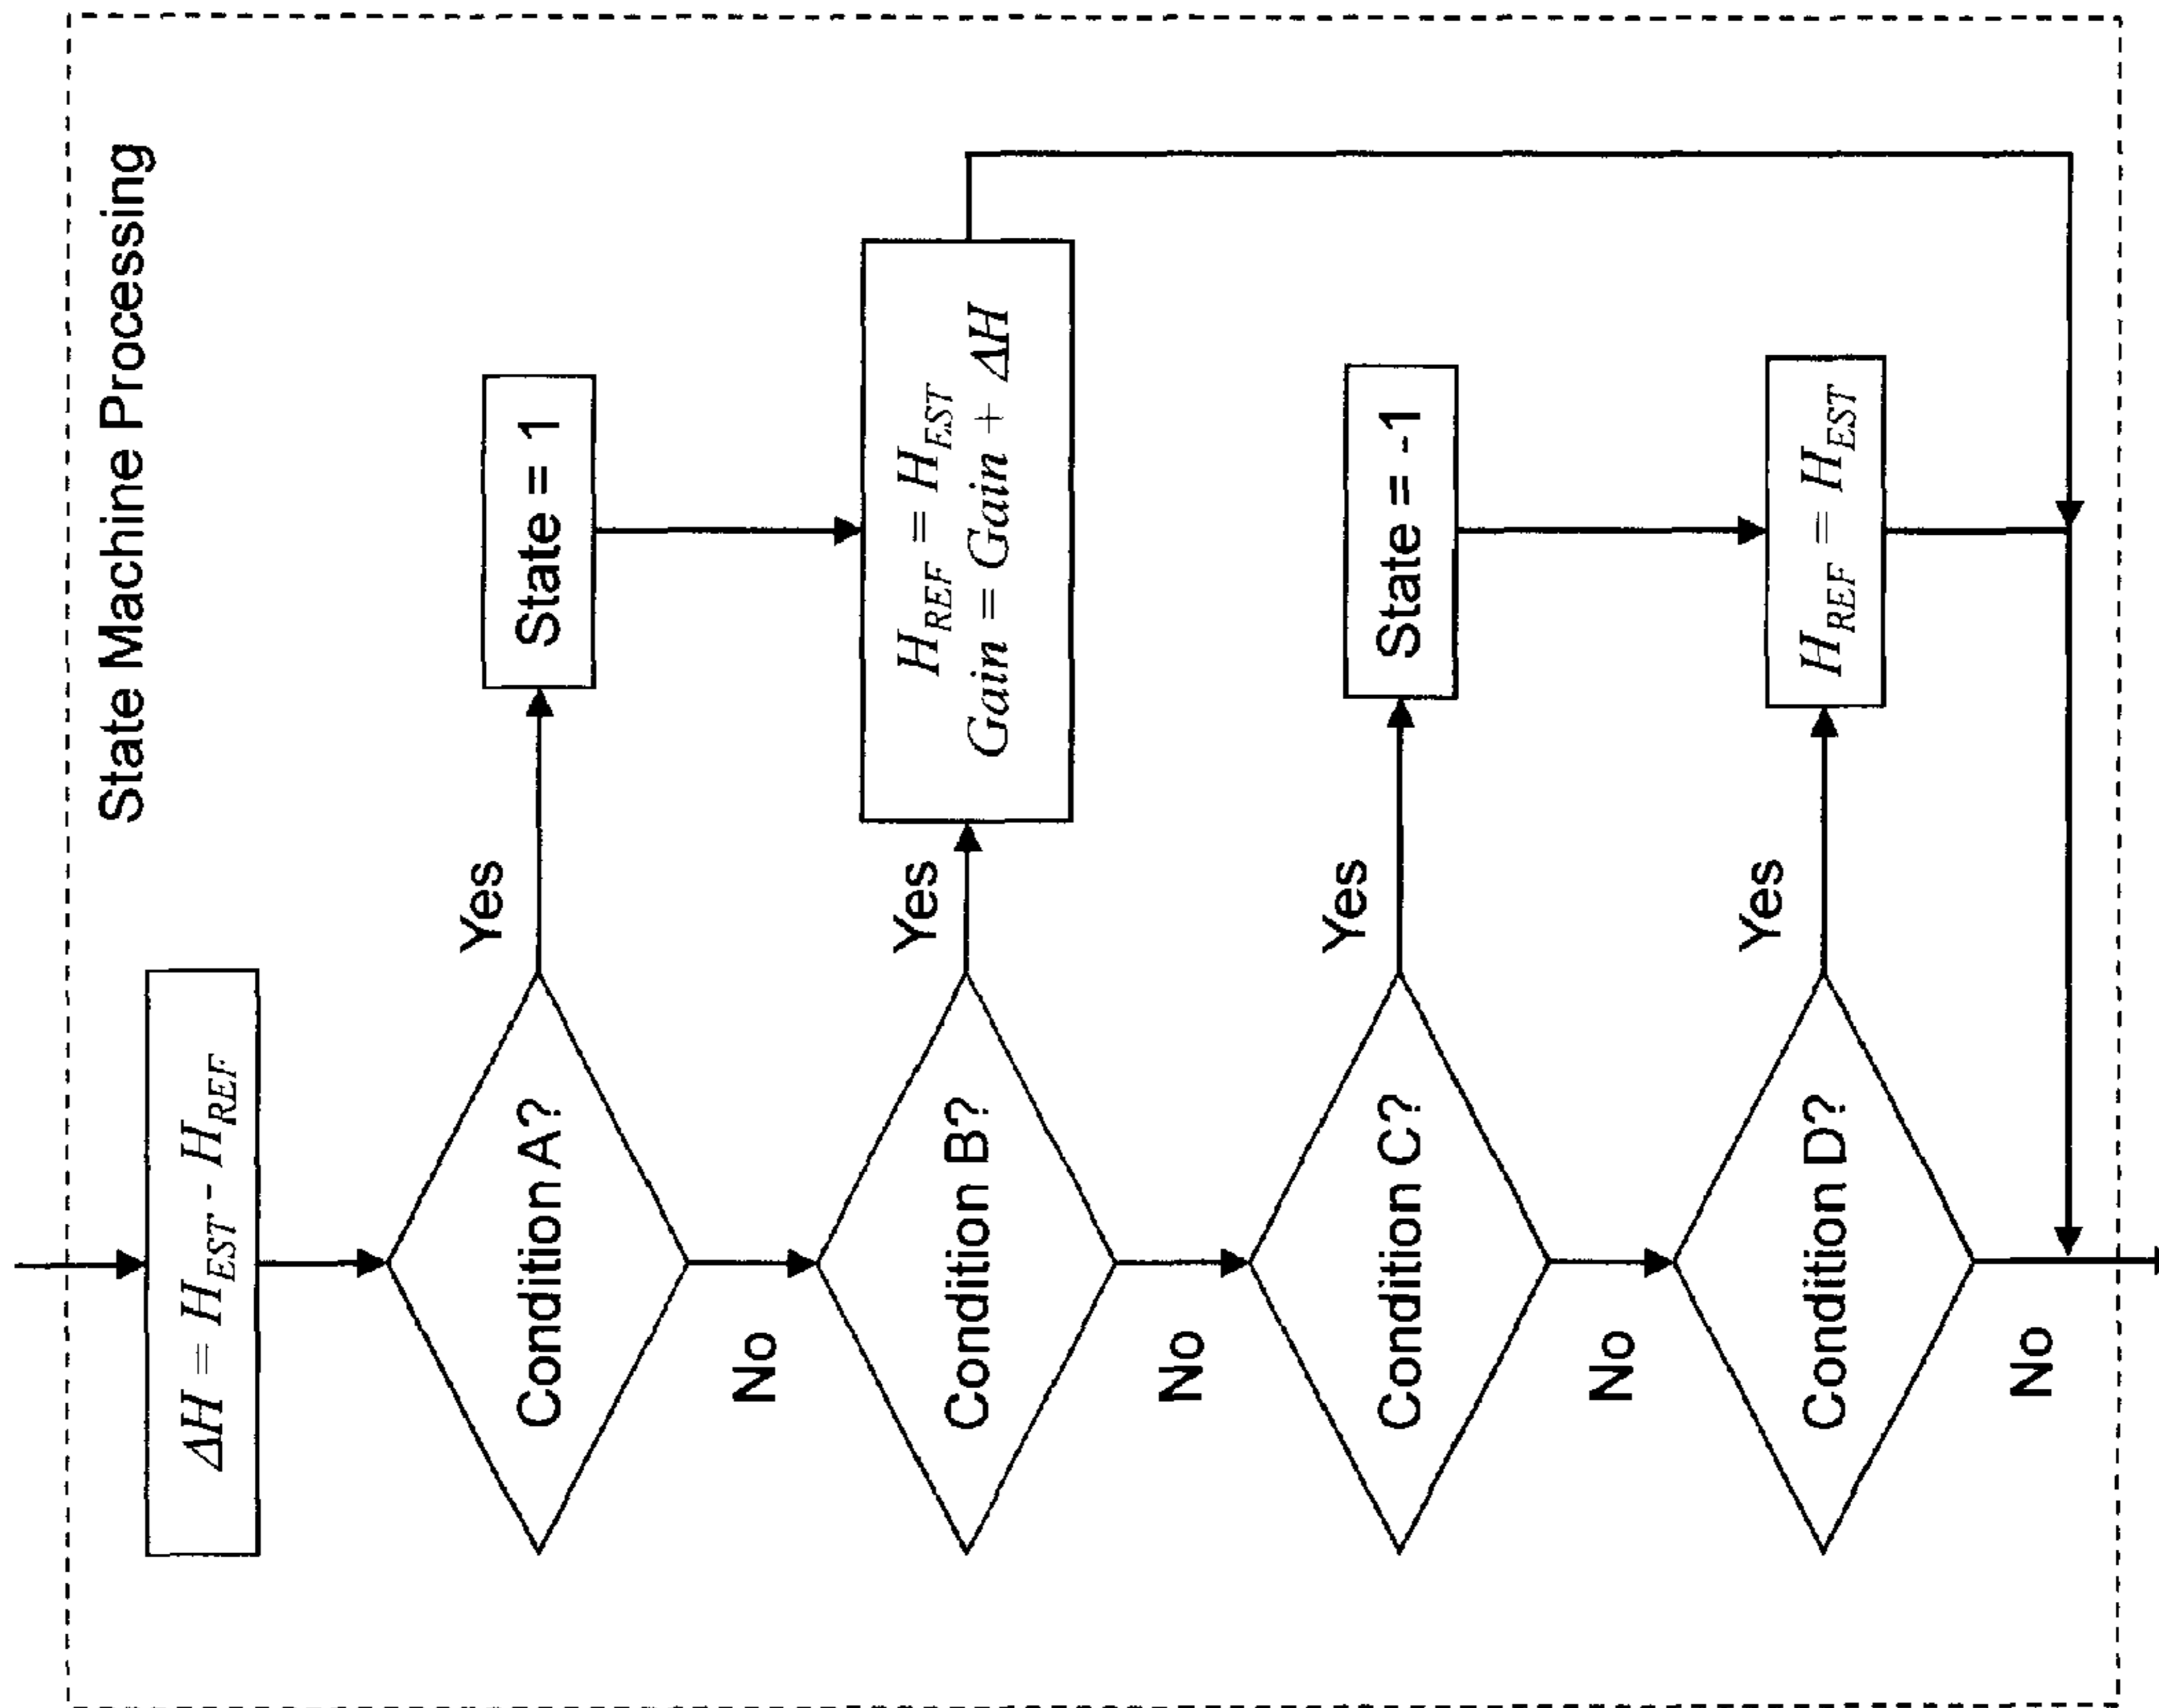 State Machine Processing
ΔH = H_EST - H_REF
Condition A?
Yes
State = 1
No
Condition B?
Yes
H_REF = H_EST
Gain = Gain + ΔH
No
Condition C?
Yes
State = -1
No
Condition D?
Yes
H_REF = H_EST
No